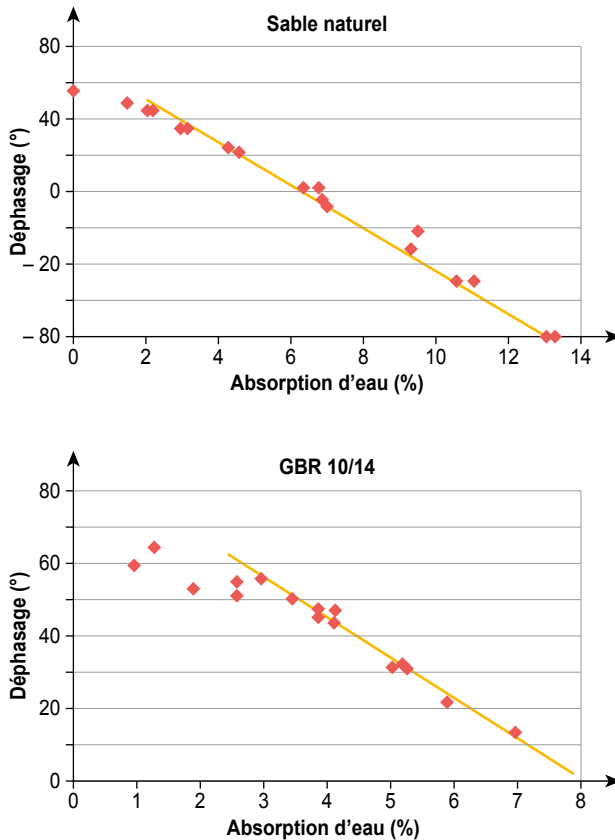 Sable naturel
80
40
0
– 20
– 80
Déphasage (°)
0 2 4 6 8 10 12 14
Absorption d'eau (%)
GBR 10/14
80
60
40
20
0
Déphasage (°)
0 1 2 3 4 5 6 7 8
Absorption d'eau (%)